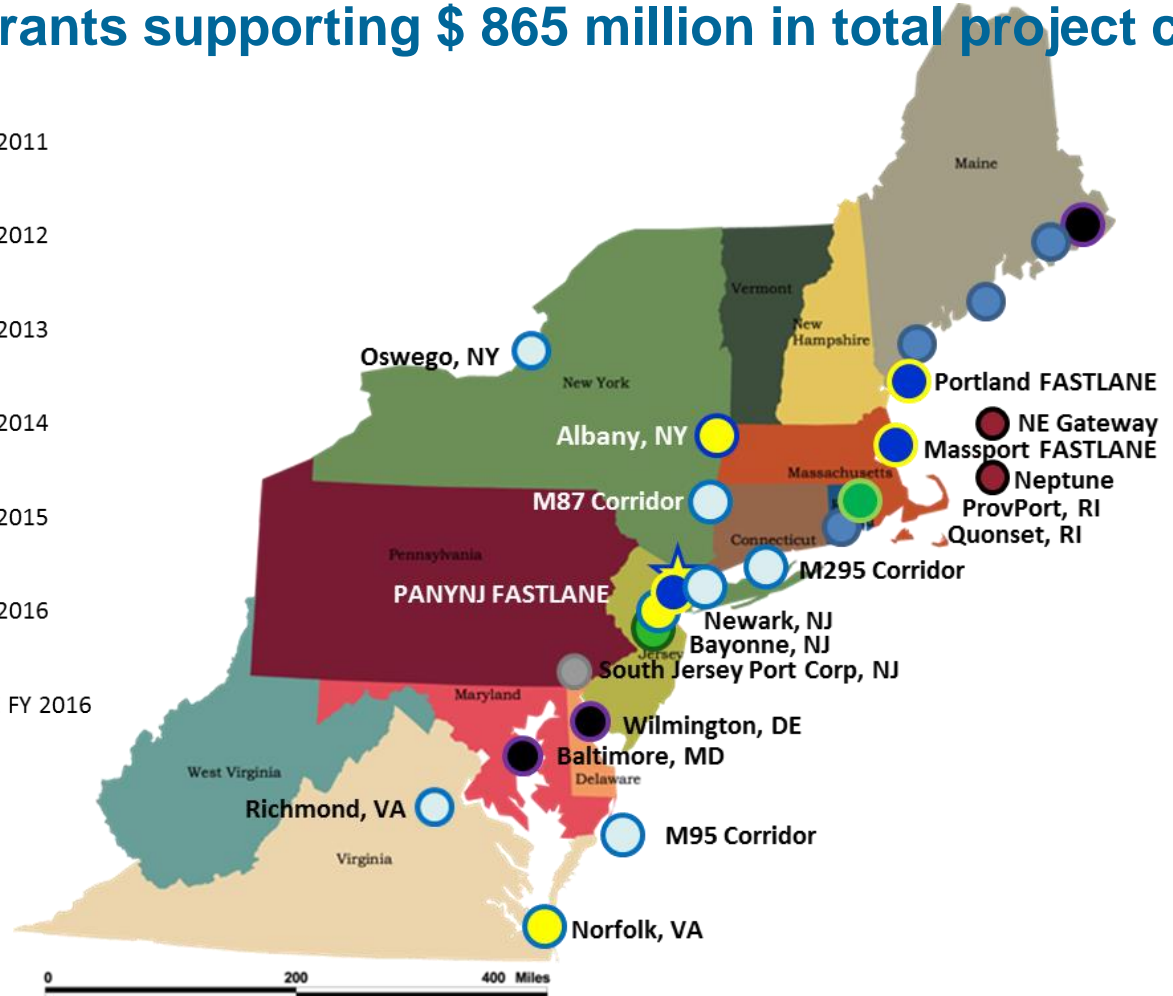 rants supporting $ 865 million in total project c
2011
Maine
2012
Vermont
2013
New
Hampshire
Oswego, NY
New York
Portland FASTLANE
2014
NE Gateway
Albany, NY
Massport FASTLANE
Massachusetts
Neptune
M87 Corridor
ProvPort, RI
2015
Quonset, RI
Connecticut
Pennsylvania
M295 Corridor
PANYNJ FASTLANE
2016
Newark, NJ
Bayonne, NJ
Jersey
South Jersey Port Corp, NJ
Maryland
FY 2016
Wilmington, DE
Baltimore, MD
West Virginia
Delaware
Richmond, VA
M95 Corridor
Virginia
Norfolk, VA
0 200 400 Miles